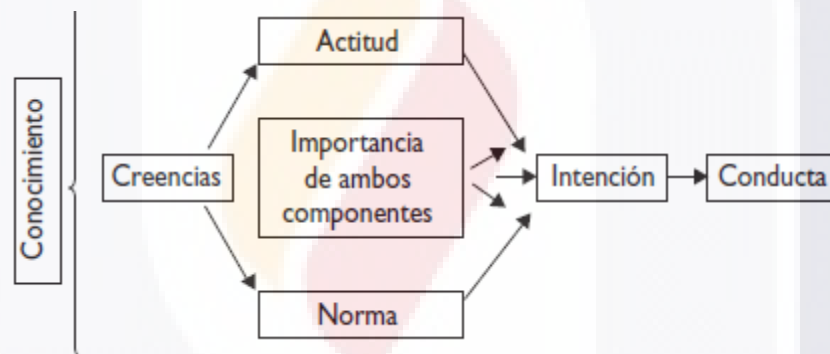 Conocimiento
Creencias
Actitud
Importancia
de ambos
componentes
Norma
Intención
Conducta